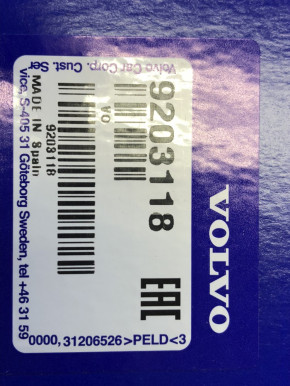 VOLVO
9203118
EAC
VO
9203118
MADE IN Spain
Volvo Car Corp. Cust. Ser
vice, S-405 31 Göteborg Sweden, tel +46 31 59
0000, 31206526>PELD<3